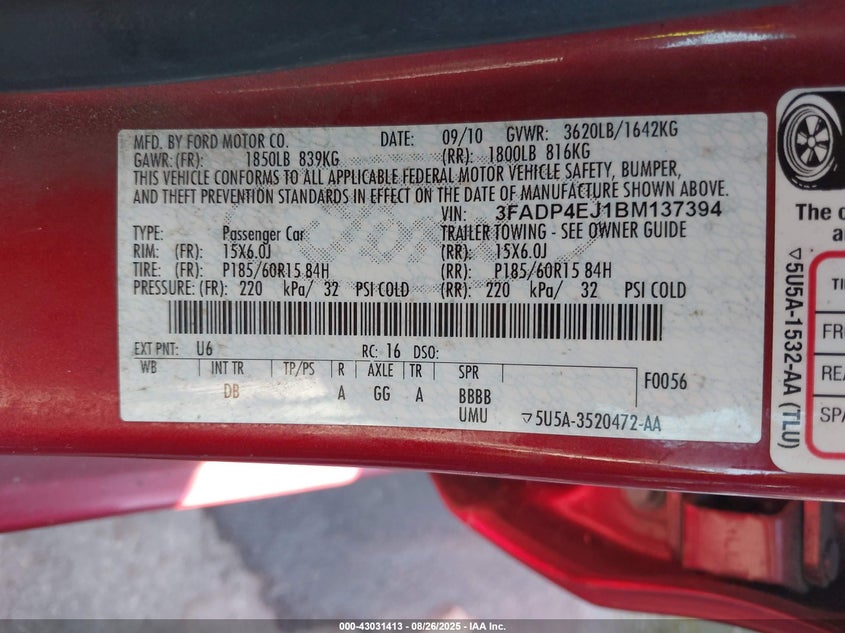 MFD. BY FORD MOTOR CO. DATE: 09/10 GVWR: 3620LB/1642KG
GAWR: (FR): 1850LB 839KG (RR): 1800LB 816KG
THIS VEHICLE CONFORMS TO ALL APPLICABLE FEDERAL MOTOR VEHICLE SAFETY, BUMPER,
AND THEFT PREVENTION STANDARDS IN EFFECT ON THE DATE OF MANUFACTURE SHOWN ABOVE.
VIN: 3FADP4EJ1BM137394
TYPE: Passenger Car TRAILER TOWING - SEE OWNER GUIDE
RIM: (FR): 15X6.0J (RR): 15X6.0J
TIRE: (FR): P185/60R15 84H (RR): P185/60R15 84H
PRESSURE: (FR): 220 kPa/ 32 PSI COLD (RR): 220 kPa/ 32 PSI COLD
EXT PNT: U6 RC: 16 DSO:
WB INT TR TP/PS R AXLE TR SPR
DB A GG A BBBB
UMU
F0056
▽5U5A-3520472-AA
The o
a
▽5U5A-1532-AA (TLU)
TI
FRO
REA
SPA
000-43031413 - 08/26/2025 - IAA Inc.